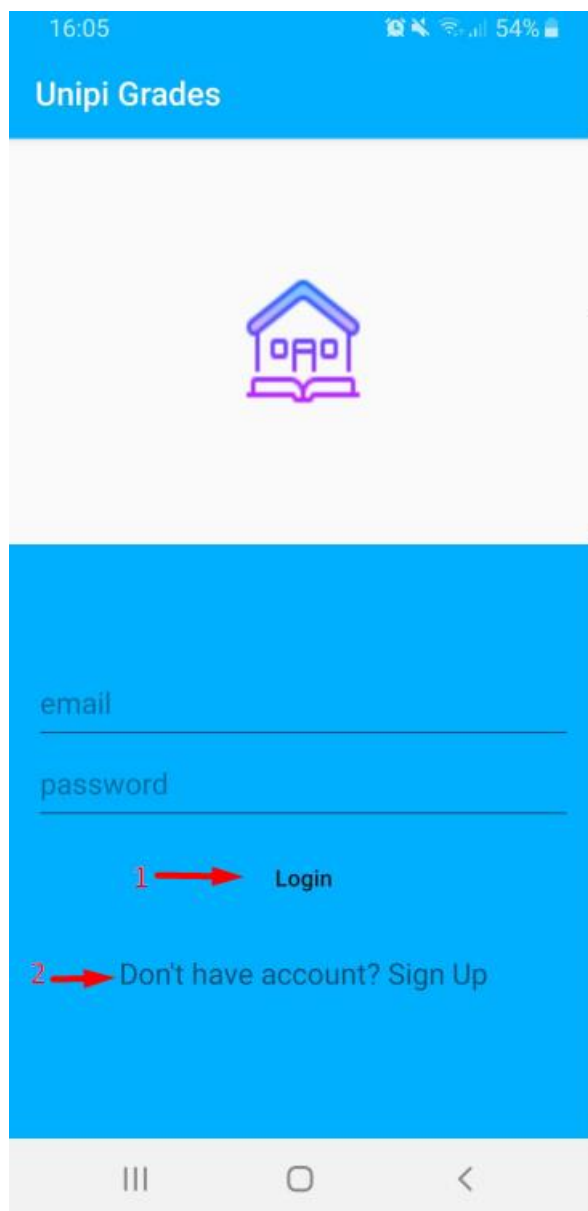 16:05 54%
Unipi Grades
email
password
1 Login
2 Don't have account? Sign Up